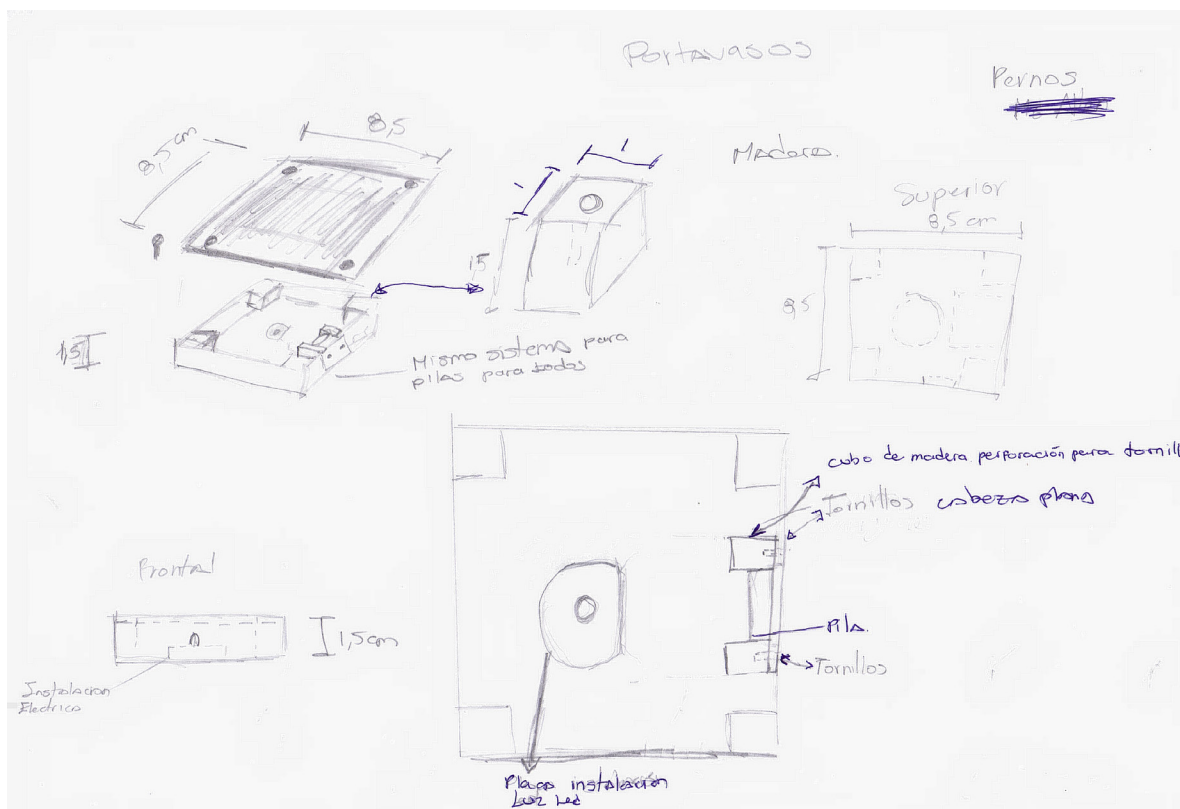 Portavasos
Pernos
Madera.
8,5 cm
8,5
1
1
15
1,5
Mismo sistema para
pilas para todos
Superior
8,5 cm
8,5
cubo de madera perforación para tornill
Tornillos cabeza plana
Frontal
1,5 cm
Instalacion
Electrica
Pila.
Tornillos
Placa instalación
Luz Led